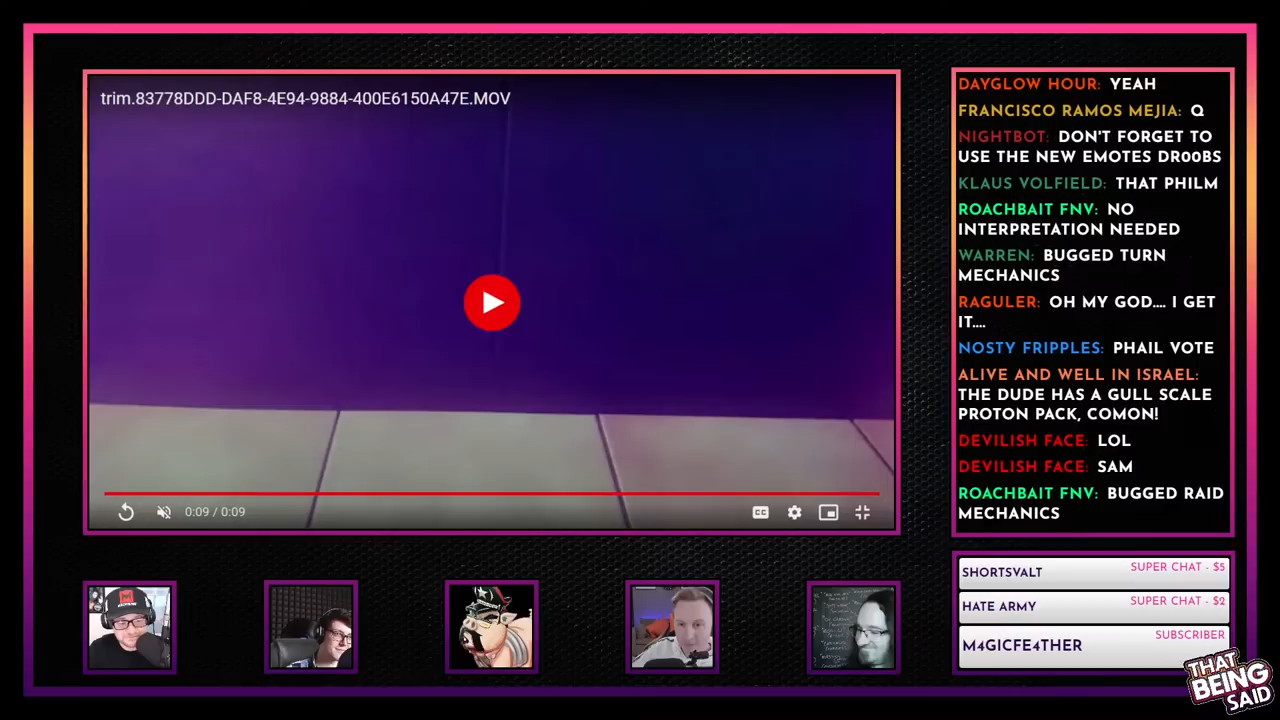 trim.83778DDD-DAF8-4E94-9884-400E6150A47E.MOV
0:09 / 0:09
CC
DAYGLOW HOUR: YEAH
FRANCISCO RAMOS MEJIA: Q
NIGHTBOT: DON'T FORGET TO
USE THE NEW EMOTES DR00BS
KLAUS VOLFIELD: THAT PHILM
ROACHBAIT FNV: NO
INTERPRETATION NEEDED
WARREN: BUGGED TURN
MECHANICS
RAGULER: OH MY GOD.... I GET
IT....
NOSTY FRIPPLES: PHAIL VOTE
ALIVE AND WELL IN ISRAEL:
THE DUDE HAS A GULL SCALE
PROTON PACK, COMON!
DEVILISH FACE: LOL
DEVILISH FACE: SAM
ROACHBAIT FNV: BUGGED RAID
MECHANICS
SHORTSVALT SUPER CHAT - $5
HATE ARMY SUPER CHAT - $2
M4GICFE4THER SUBSCRIBER
THAT
BEING
SAID